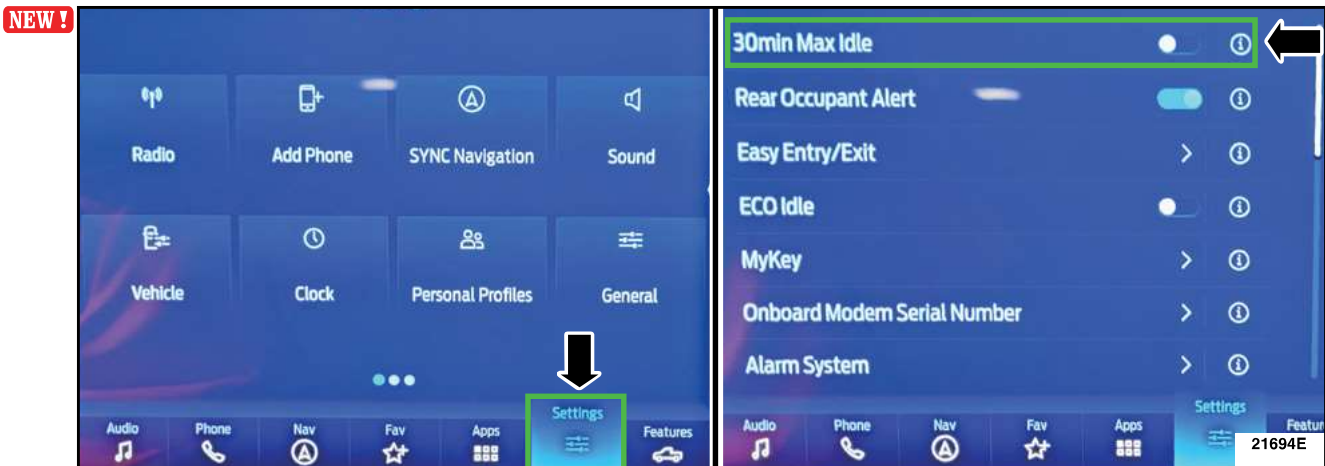 NEW !
Radio
Add Phone
SYNC Navigation
Sound
Vehicle
Clock
Personal Profiles
General
Audio
Phone
Nav
Fav
Apps
Settings
Features
30min Max Idle
Rear Occupant Alert
Easy Entry/Exit
ECO Idle
MyKey
Onboard Modem Serial Number
Alarm System
Audio
Phone
Nav
Fav
Apps
Settings
Featur
21694E